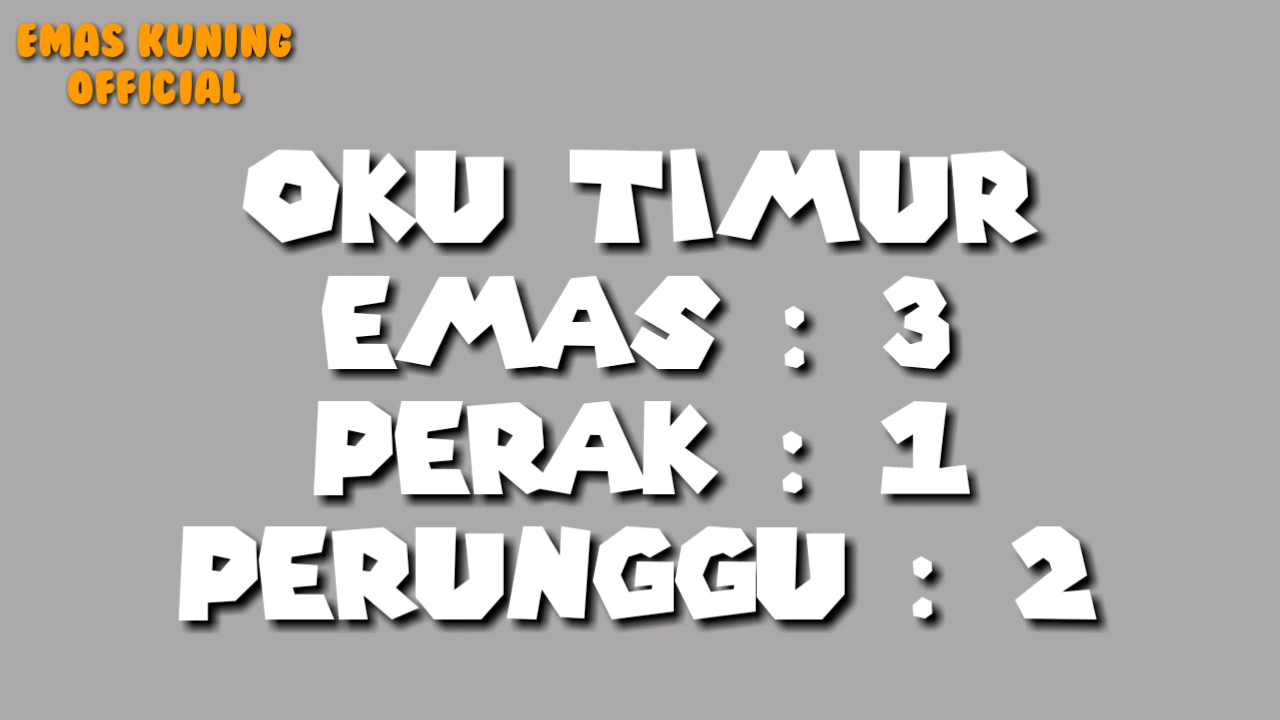 EMAS KUNING
OFFICIAL
OKU TIMUR
EMAS : 3
PERAK : 1
PERUNGGU : 2